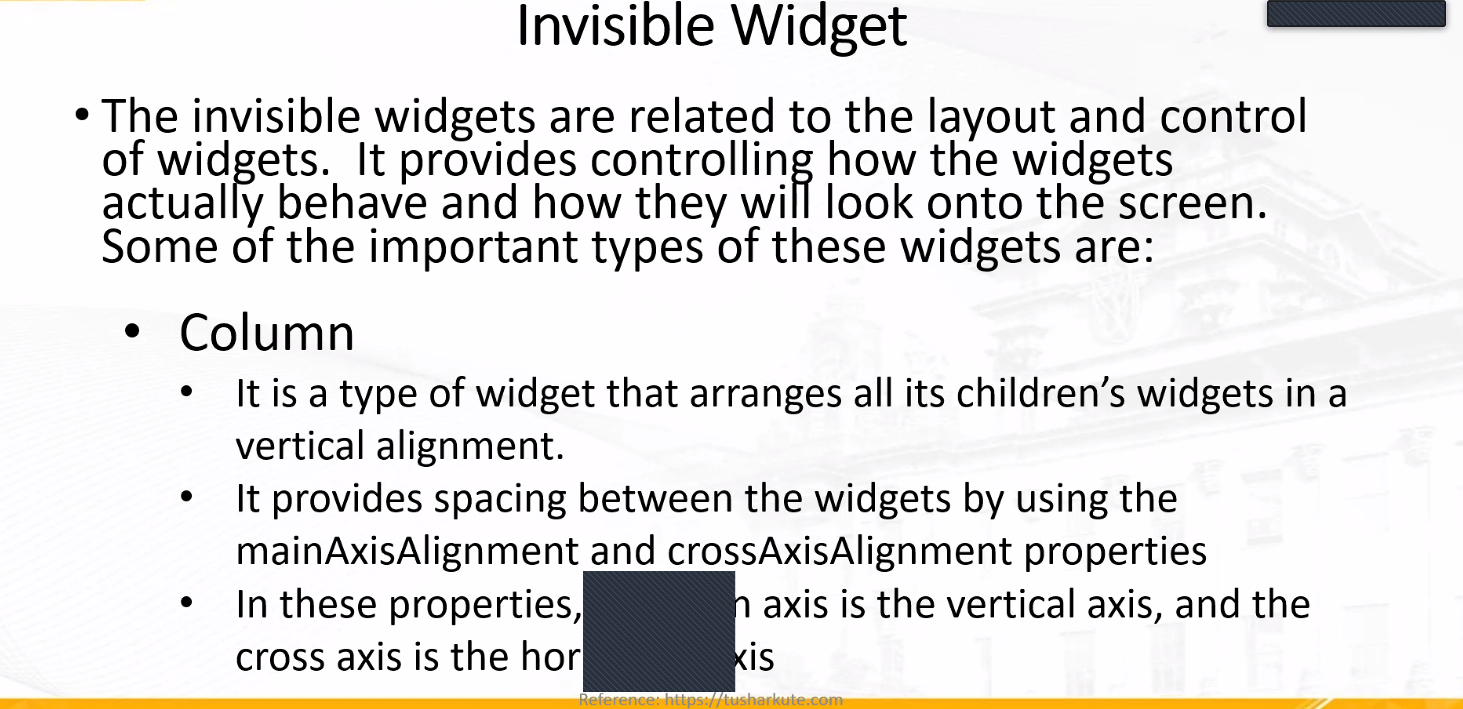 Invisible Widget
• The invisible widgets are related to the layout and control
of widgets.  It provides controlling how the widgets
actually behave and how they will look onto the screen.
Some of the important types of these widgets are:
• Column
• It is a type of widget that arranges all its children’s widgets in a
vertical alignment.
• It provides spacing between the widgets by using the
mainAxisAlignment and crossAxisAlignment properties
• In these properties, axis is the vertical axis, and the
cross axis is the
Reference: https://tusharkute.com